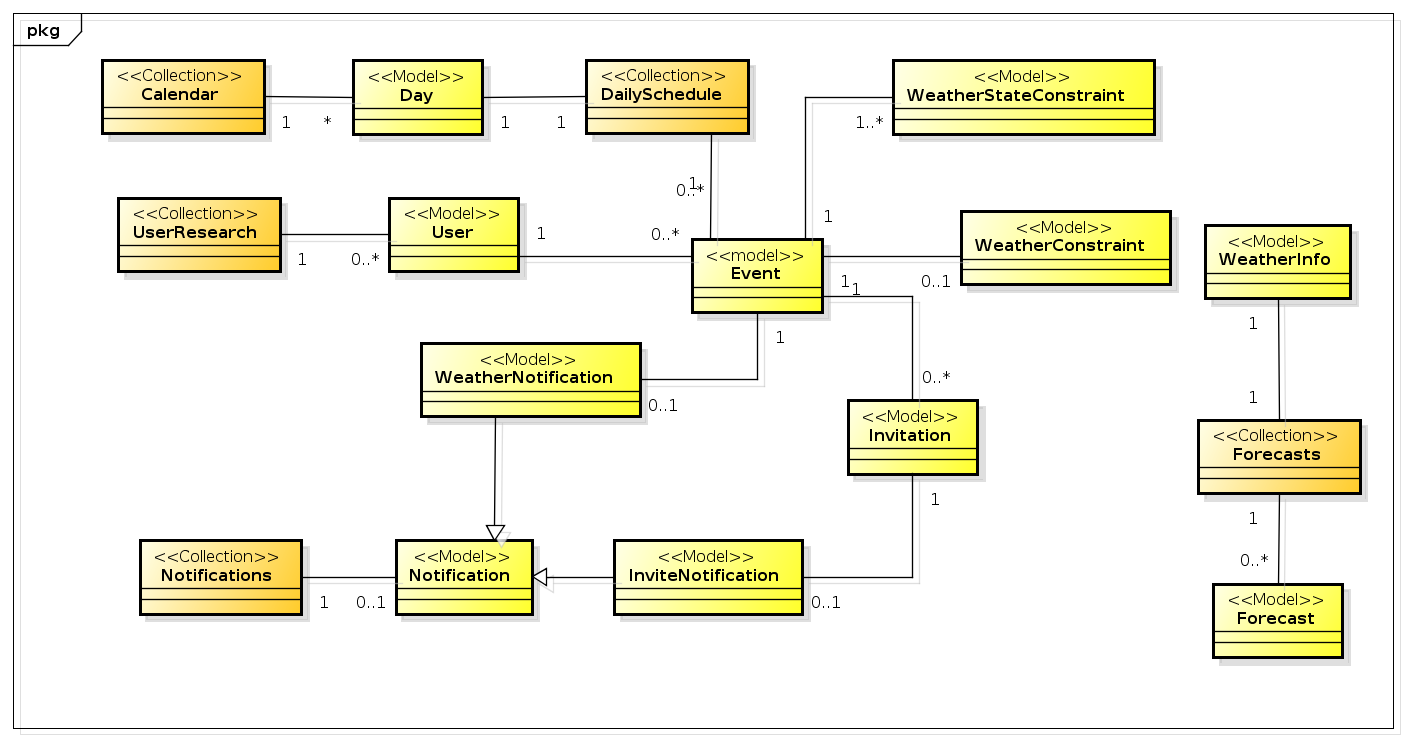 pkg
<<Collection>>
Calendar
1
*
<<Model>>
Day
1
1
<<Collection>>
DailySchedule
1
0..*
<<Model>>
WeatherStateConstraint
1..*
1
<<Collection>>
UserResearch
1
0..*
<<Model>>
User
1
0..*
<<model>>
Event
1
0..1
<<Model>>
WeatherConstraint
<<Model>>
WeatherInfo
1
1
1
0..*
1
0..1
<<Model>>
WeatherNotification
<<Model>>
Invitation
1
<<Collection>>
Forecasts
1
0..*
<<Model>>
Forecast
<<Collection>>
Notifications
1
0..1
<<Model>>
Notification
<<Model>>
InviteNotification
0..1